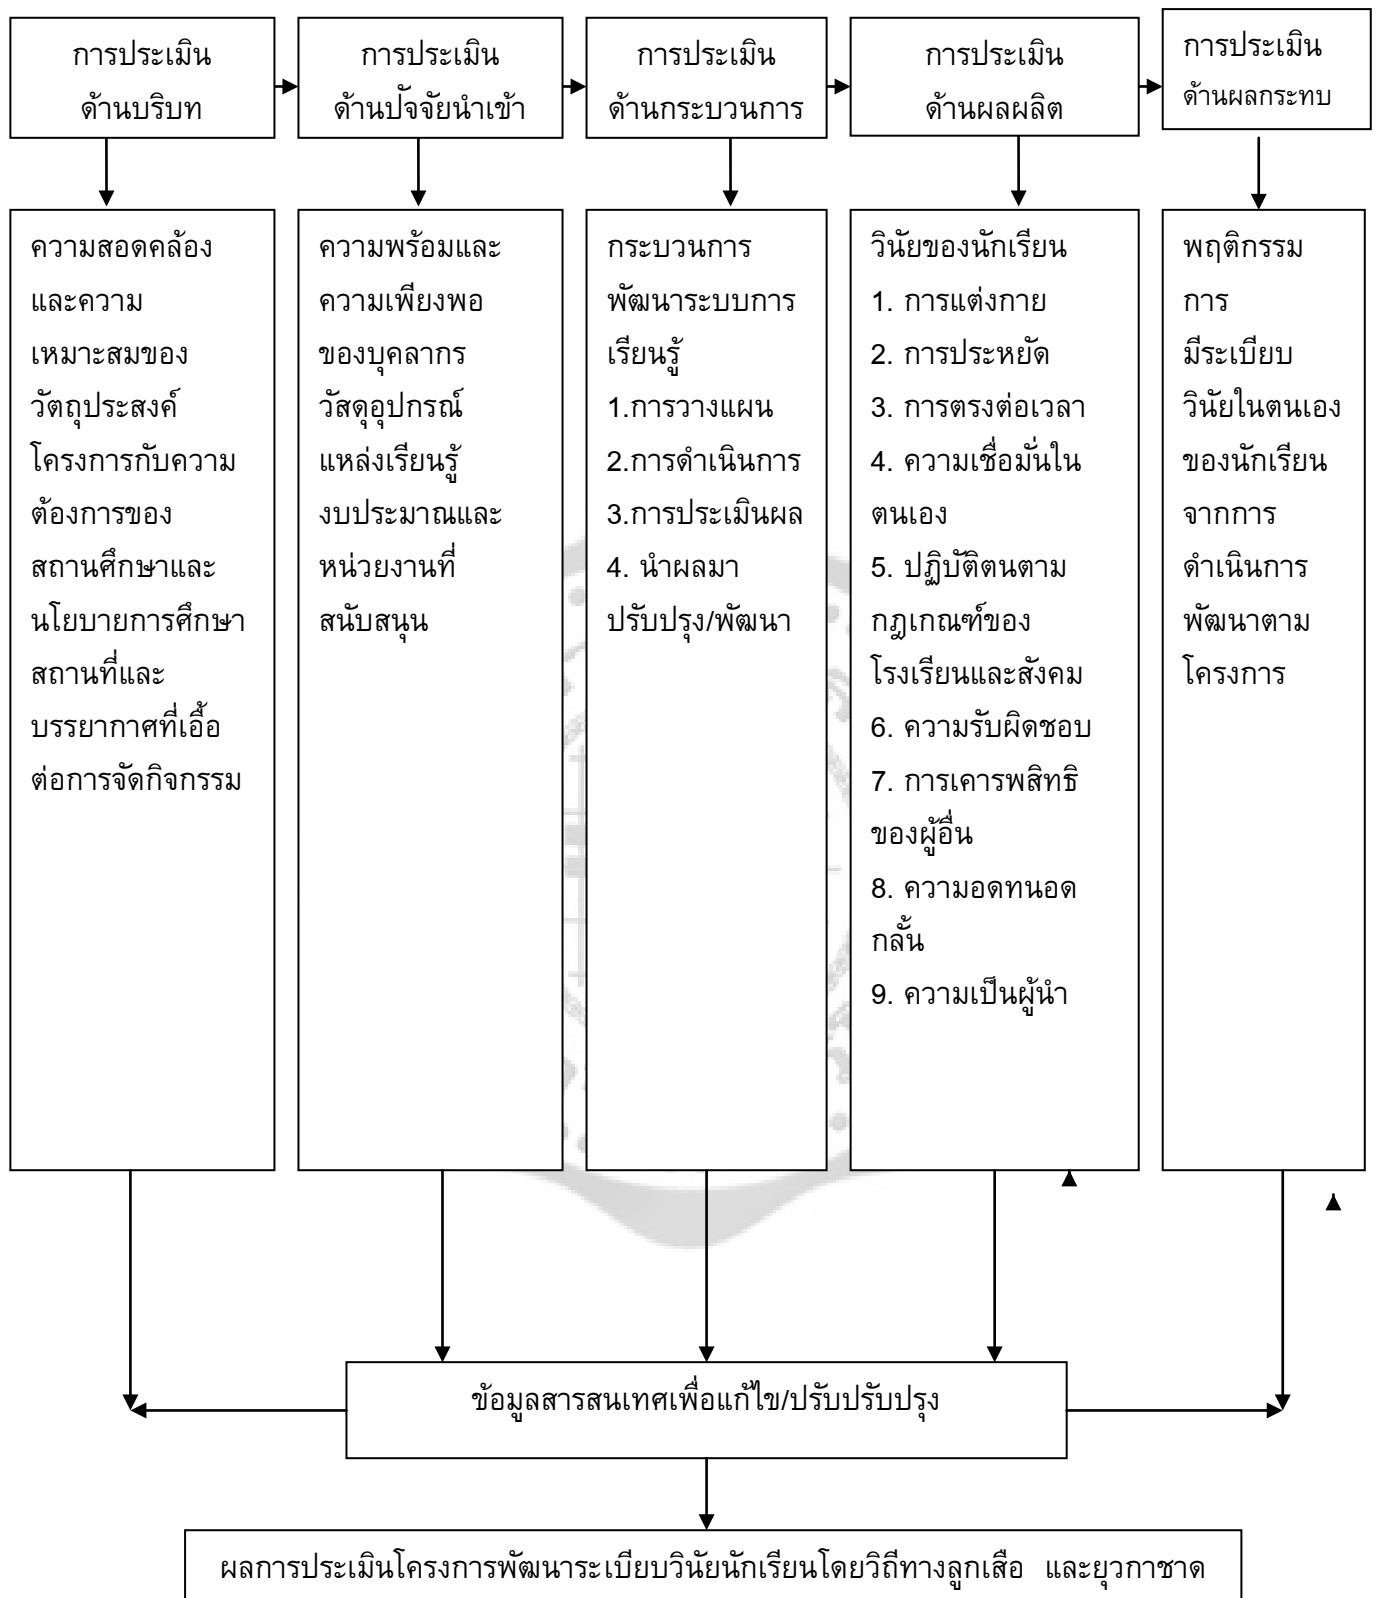 การประเมิน
ด้านบริบท
การประเมิน
ด้านปัจจัยนำเข้า
การประเมิน
ด้านกระบวนการ
การประเมิน
ด้านผลผลิต
การประเมิน
ด้านผลกระทบ
ความสอดคล้อง
และความ
เหมาะสมของ
วัตถุประสงค์
โครงการกับความ
ต้องการของ
สถานศึกษาและ
นโยบายการศึกษา
สถานที่และ
บรรยากาศที่เอื้อ
ต่อการจัดกิจกรรม
ความพร้อมและ
ความเพียงพอ
ของบุคลากร
วัสดุอุปกรณ์
แหล่งเรียนรู้
งบประมาณและ
หน่วยงานที่
สนับสนุน
กระบวนการ
พัฒนาระบบการ
เรียนรู้
1.การวางแผน
2.การดำเนินการ
3.การประเมินผล
4. นำผลมา
ปรับปรุง/พัฒนา
วินัยของนักเรียน
1. การแต่งกาย
2. การประหยัด
3. การตรงต่อเวลา
4. ความเชื่อมั่นใน
ตนเอง
5. ปฏิบัติตนตาม
กฎเกณฑ์ของ
โรงเรียนและสังคม
6. ความรับผิดชอบ
7. การเคารพสิทธิ
ของผู้อื่น
8. ความอดทนอด
กลั้น
9. ความเป็นผู้นำ
พฤติกรรม
การ
มีระเบียบ
วินัยในตนเอง
ของนักเรียน
จากการ
ดำเนินการ
พัฒนาตาม
โครงการ
ข้อมูลสารสนเทศเพื่อแก้ไข/ปรับปรับปรุง
ผลการประเมินโครงการพัฒนาระเบียบวินัยนักเรียนโดยวิถีทางลูกเสือ และยุวกาชาด